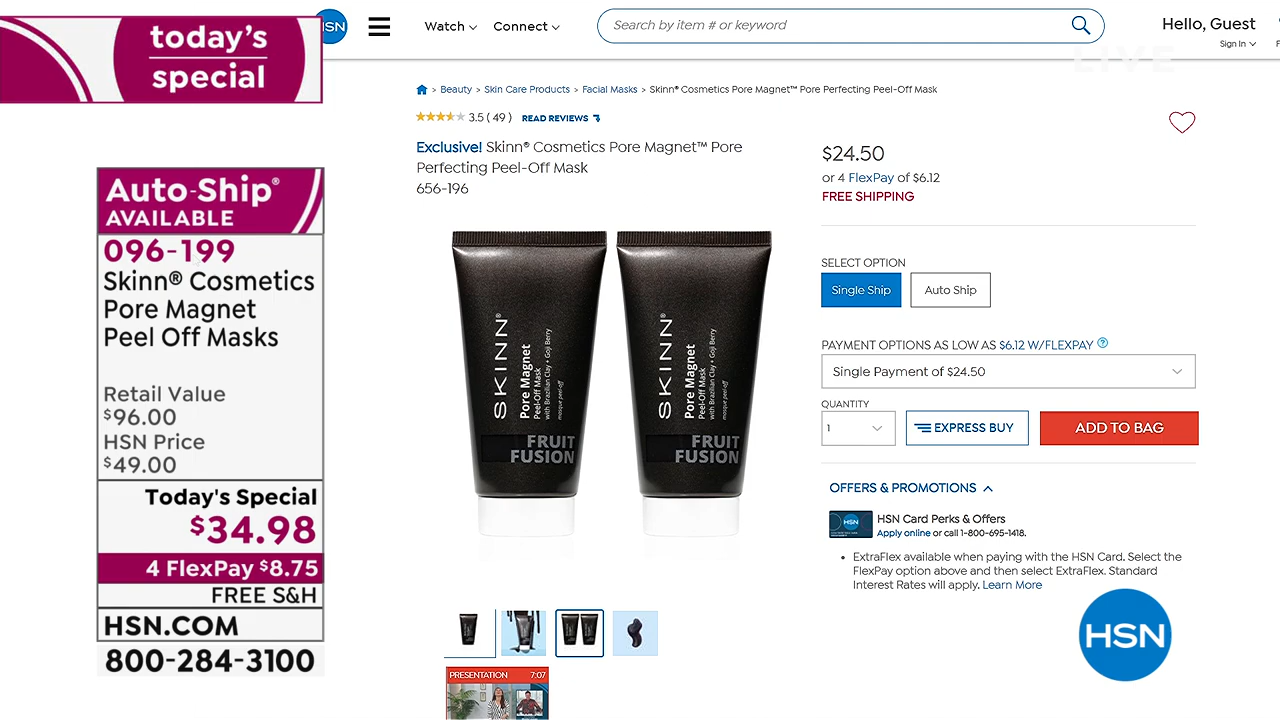 today's
special
HSN
Watch
Connect
Search by item # or keyword
Hello, Guest
Sign In
LIVE
Beauty > Skin Care Products > Facial Masks > Skinn® Cosmetics Pore Magnet™ Pore Perfecting Peel-Off Mask
3.5 ( 49 ) READ REVIEWS
Exclusive! Skinn® Cosmetics Pore Magnet™ Pore
Perfecting Peel-Off Mask
656-196
Auto-Ship®
AVAILABLE
096-199
Skinn® Cosmetics
Pore Magnet
Peel Off Masks
Retail Value
$96.00
HSN Price
$49.00
Today's Special
$34.98
4 FlexPay $8.75
FREE S&H
HSN.COM
800-284-3100
SKINN®
Pore Magnet
Peel-Off Mask
with Brazilian Clay + Goji Berry
masque peel-off
FRUIT
FUSION
SKINN®
Pore Magnet
Peel-Off Mask
with Brazilian Clay + Goji Berry
masque peel-off
FRUIT
FUSION
PRESENTATION 7:07
$24.50
or 4 FlexPay of $6.12
FREE SHIPPING
SELECT OPTION
Single Ship
Auto Ship
PAYMENT OPTIONS AS LOW AS $6.12 W/FLEXPAY ?
Single Payment of $24.50
QUANTITY
1
EXPRESS BUY
ADD TO BAG
OFFERS & PROMOTIONS
HSN
HSN Card Perks & Offers
Apply online or call 1-800-695-1418.
• ExtraFlex available when paying with the HSN Card. Select the
FlexPay option above and then select ExtraFlex. Standard
Interest Rates will apply. Learn More
HSN